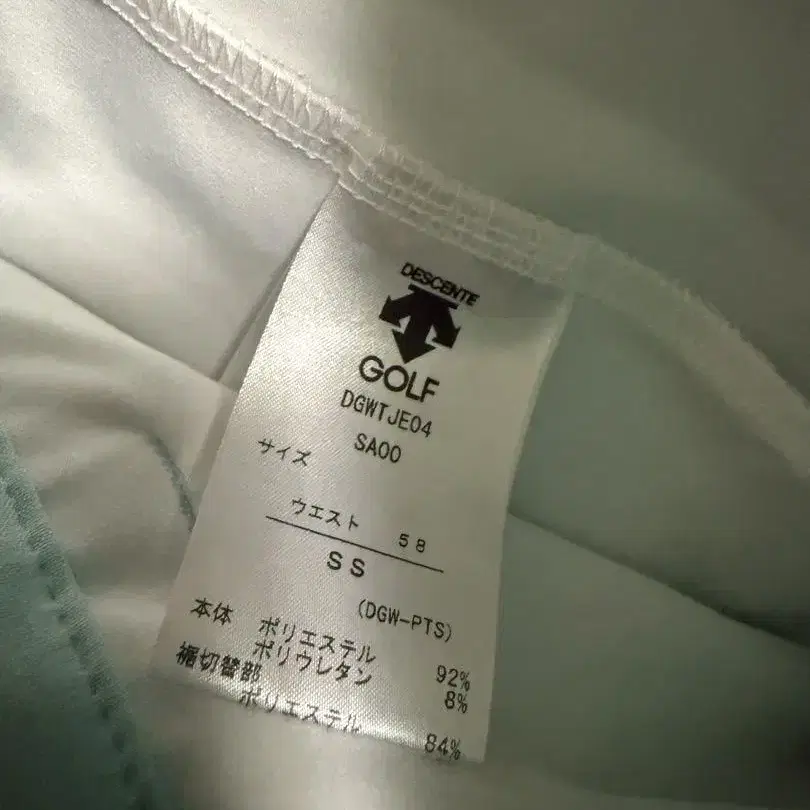 DESCENTE
GOLF
DGWTJE04
SA00
サイズ
ウエスト 58
SS
(DGW-PTS)
本体 ポリエステル 92%
ポリウレタン 8%
裾切替部
ポリエステル 84%